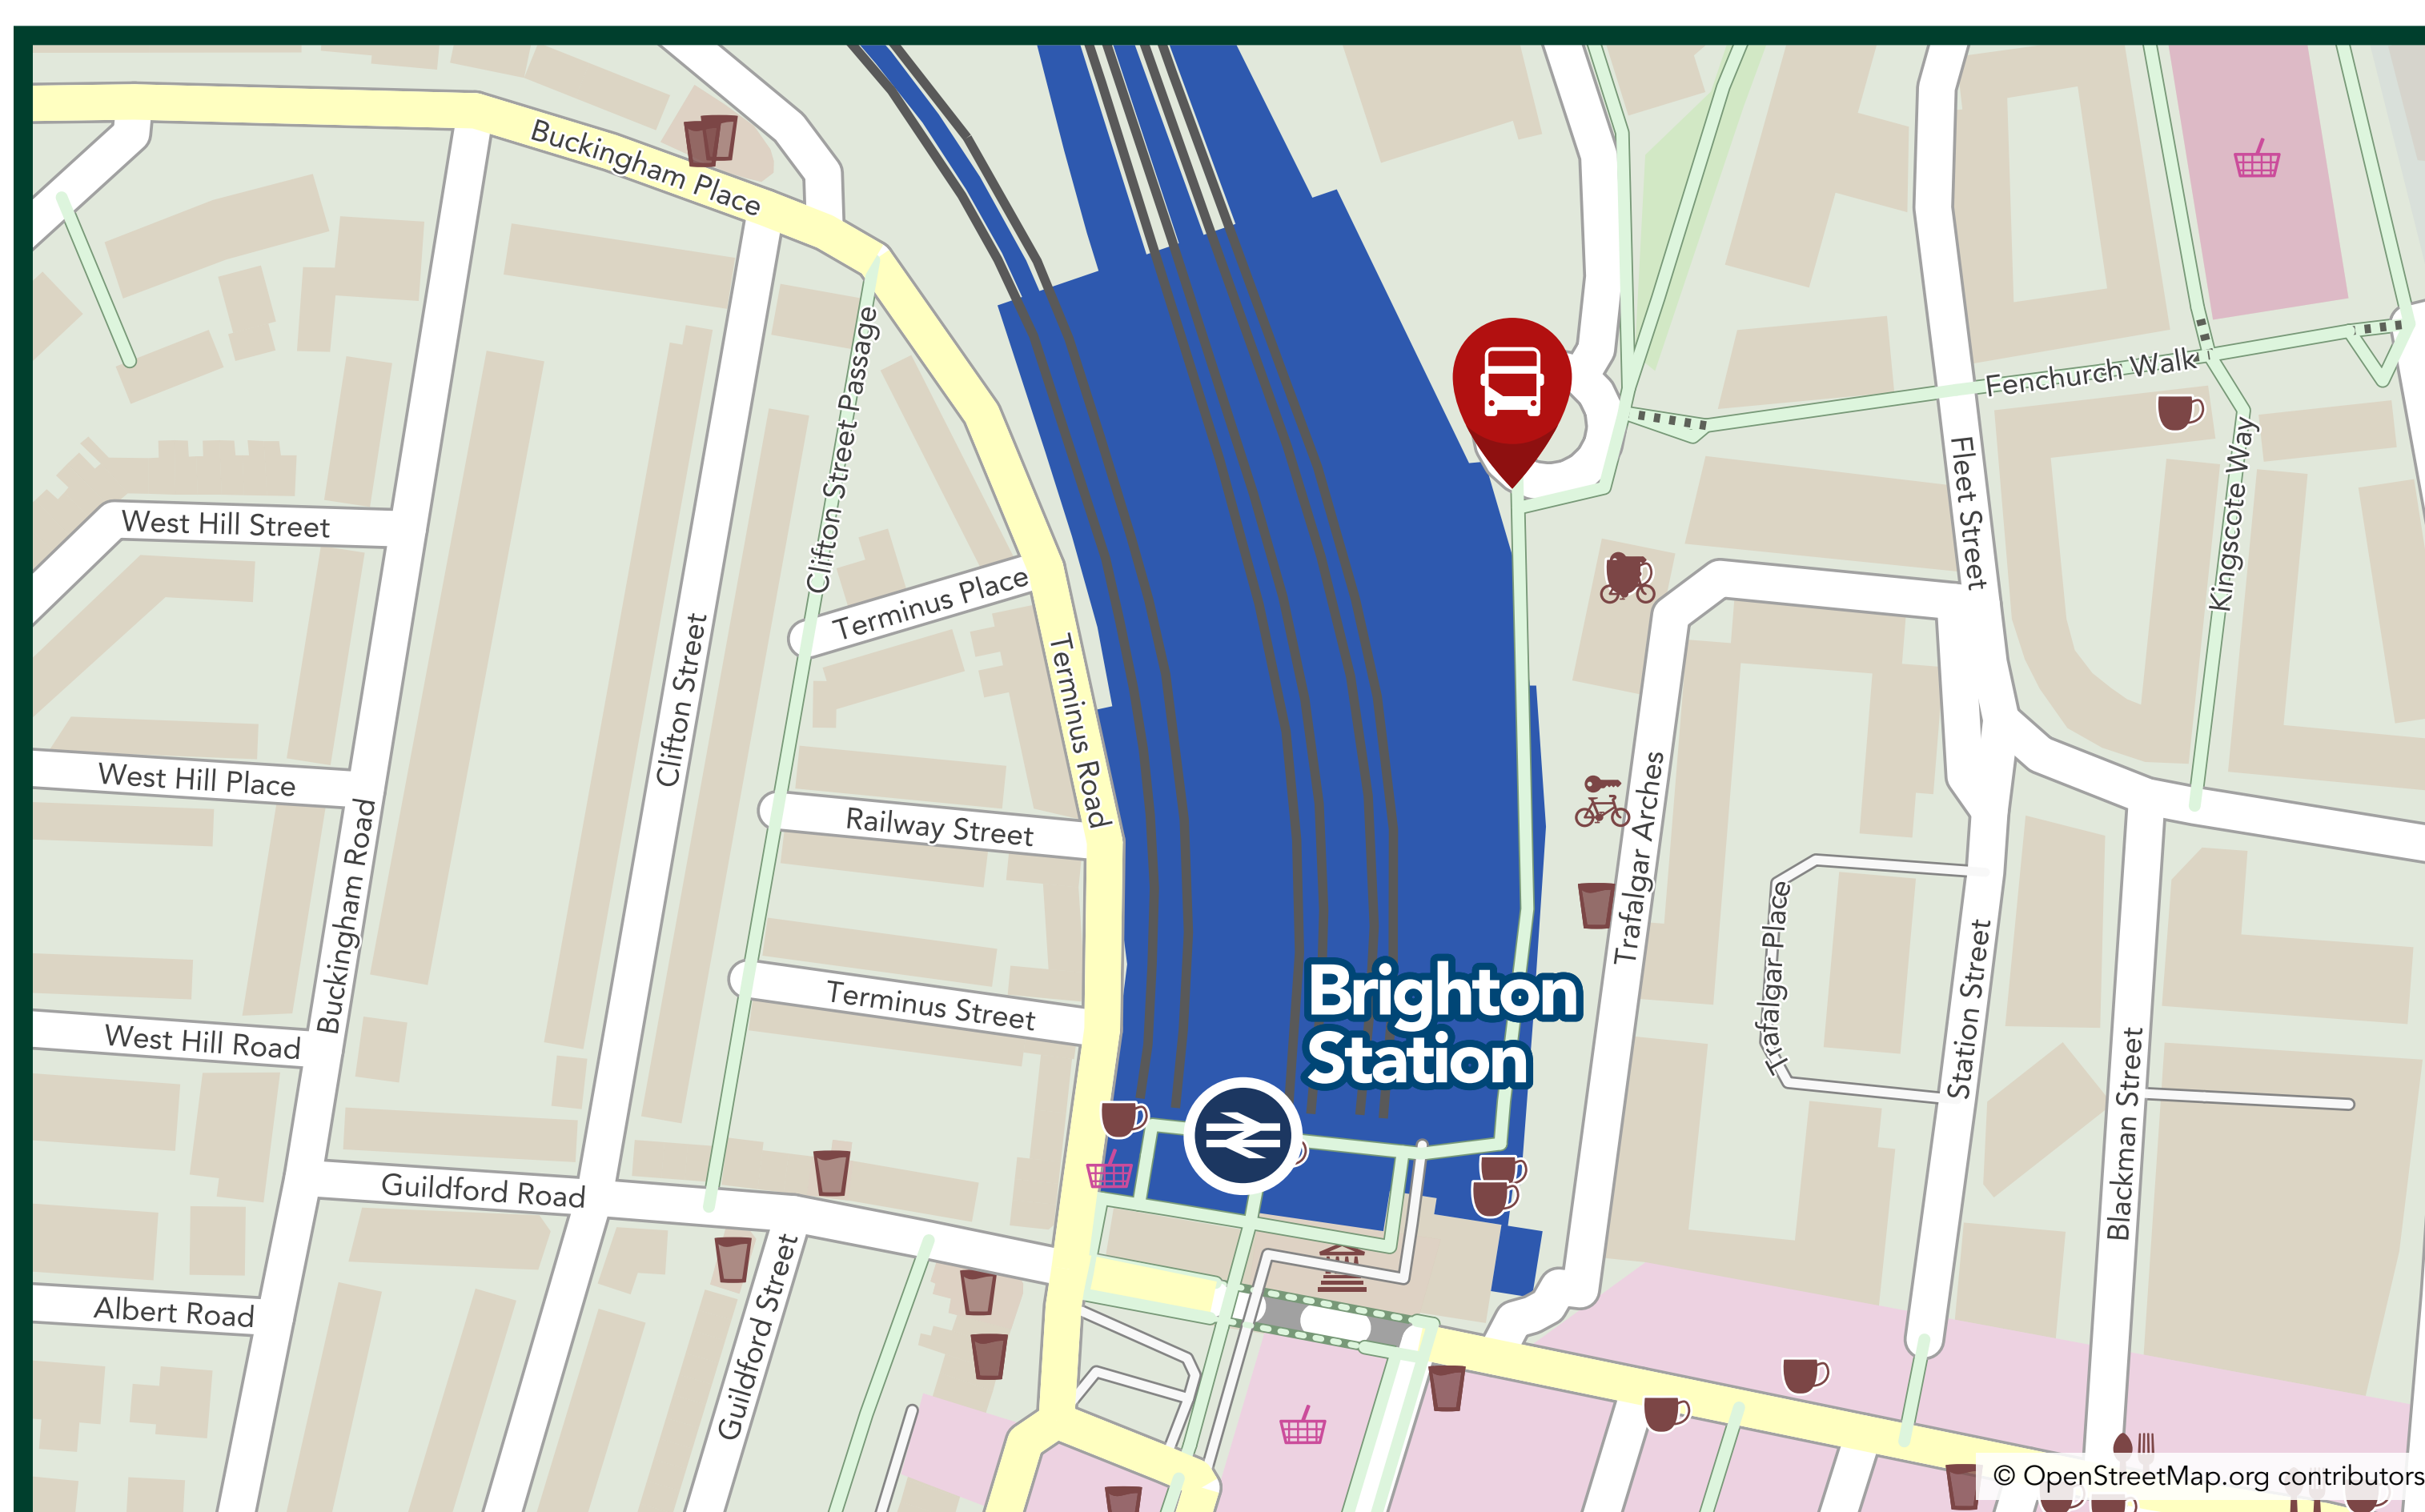 Buckingham Place
Clifton Street Passage
Fenchurch Walk
Fleet Street
Kingscote Way
West Hill Street
Terminus Place
Clifton Street
Terminus Road
West Hill Place
Railway Street
Buckingham Road
Trafalgar Arches
Trafalgar Place
Station Street
Terminus Street
Brighton
Station
West Hill Road
Blackman Street
Guildford Road
Guildford Street
Albert Road
© OpenStreetMap.org contributors